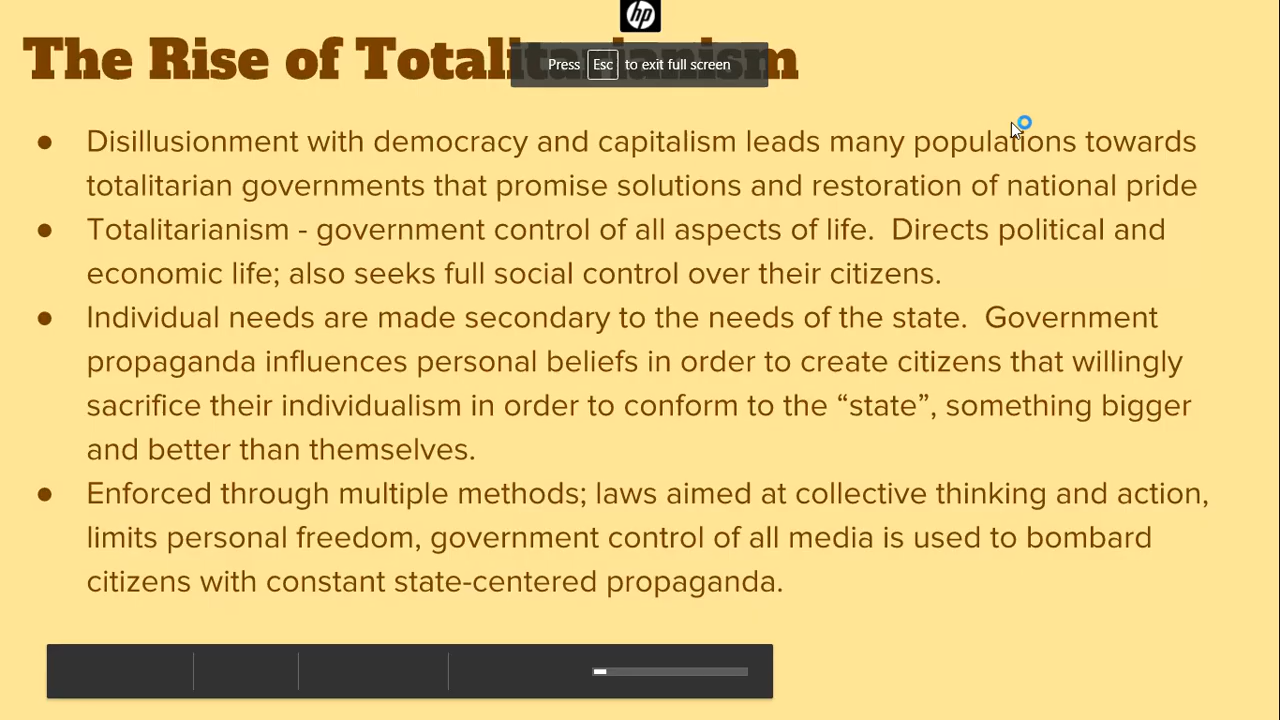 hp
The Rise of Totalitarianism
Press Esc to exit full screen
● Disillusionment with democracy and capitalism leads many populations towards
totalitarian governments that promise solutions and restoration of national pride
● Totalitarianism - government control of all aspects of life.  Directs political and
economic life; also seeks full social control over their citizens.
● Individual needs are made secondary to the needs of the state.  Government
propaganda influences personal beliefs in order to create citizens that willingly
sacrifice their individualism in order to conform to the “state”, something bigger
and better than themselves.
● Enforced through multiple methods; laws aimed at collective thinking and action,
limits personal freedom, government control of all media is used to bombard
citizens with constant state-centered propaganda.